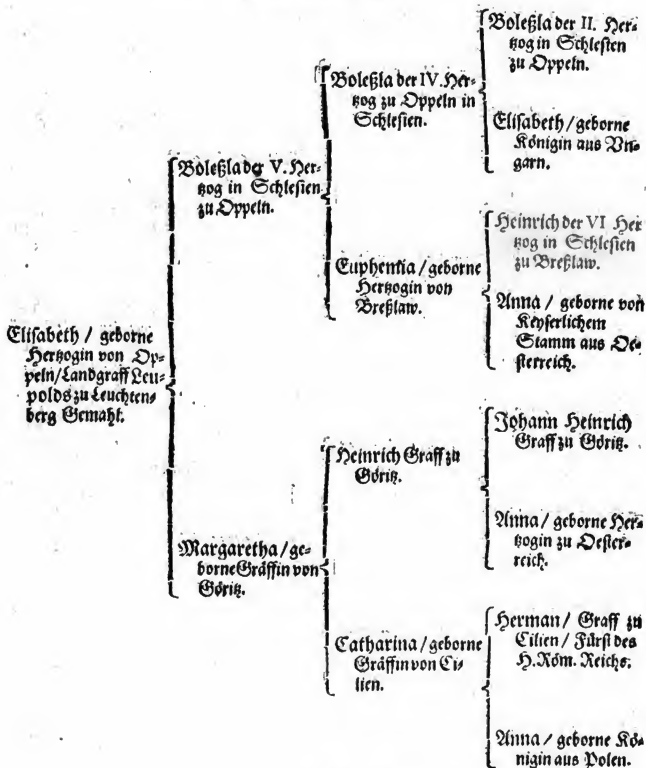 Elisabeth / geborne
Hertzogin von Op-
peln/Landgraff Leu-
polds zu Leuchten-
berg Gemahl.
Boleßla der V. Her-
tzog in Schlesien
zu Oppeln.
Margaretha / ge-
borne Gräffin von
Göritz.
Boleßla der IV. Her-
tzog zu Oppeln in
Schlesien.
Euphemia / geborne
Hertzogin von
Breßlaw.
Heinrich Graff zu
Göritz.
Catharina / geborne
Gräffin von Ci-
lien.
Boleßla der II. Her-
tzog in Schlesien
zu Oppeln.
Elisabeth / geborne
Königin aus Vn-
garn.
Heinrich der VI Her
tzog in Schlesien
zu Breßlaw.
Anna / geborne von
Keyserlichem
Stamm aus Oe-
sterreich.
Johann Heinrich
Graff zu Göritz.
Anna / geborne Her-
tzogin zu Oester-
reich.
Herman / Graff zu
Cilien / Fürst des
H. Röm. Reichs.
Anna / geborne Kö-
nigin aus Polen.